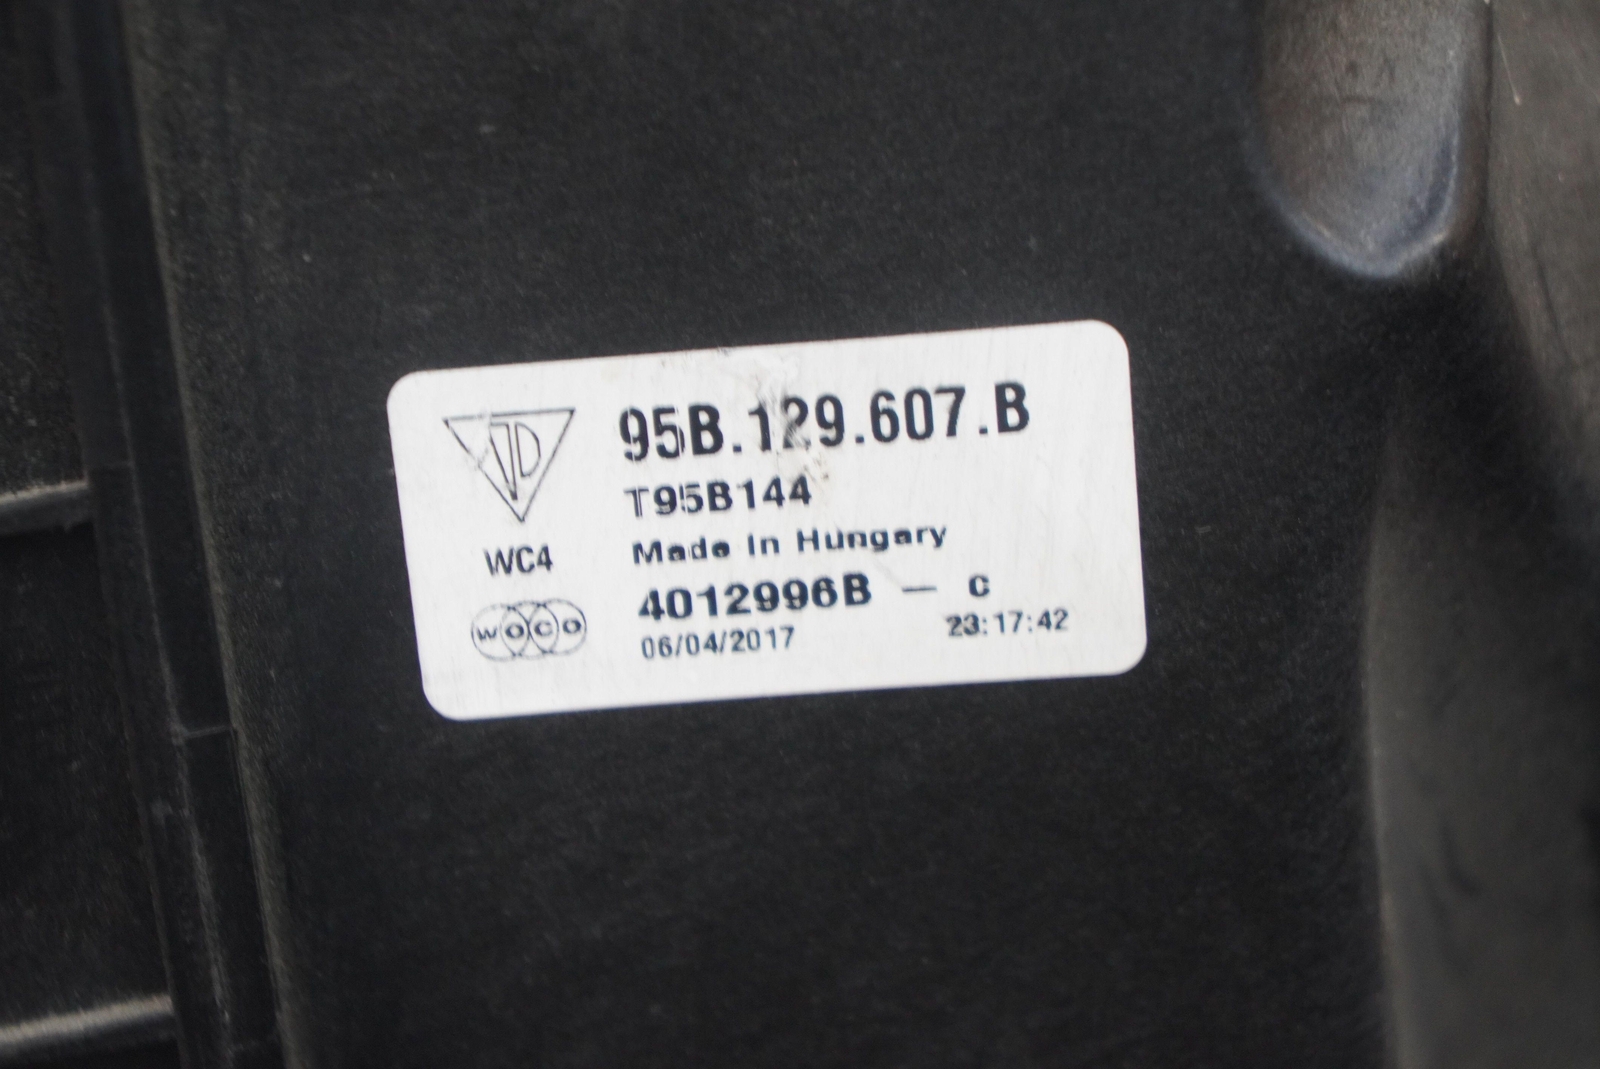 95B.129.607.B
T95B144
Made In Hungary
WC4
4012996B - C
WOCO
06/04/2017 23:17:42